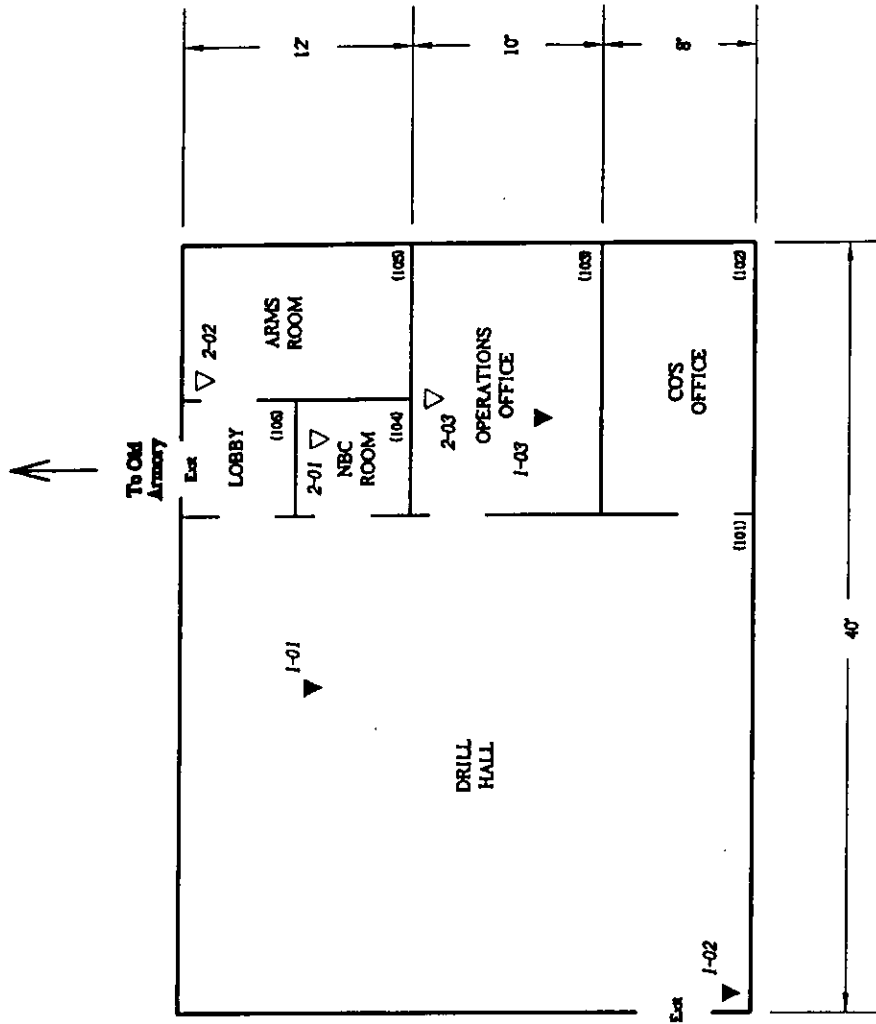 To Old
Armory
Exit
12'
10'
8'
2-02
ARMS
ROOM
(105)
LOBBY
(106)
2-01
NBC
ROOM
(104)
2-03
OPERATIONS
OFFICE
1-03
(103)
CO'S
OFFICE
(102)
(101)
1-01
DRILL
HALL
1-02
Exit
40'